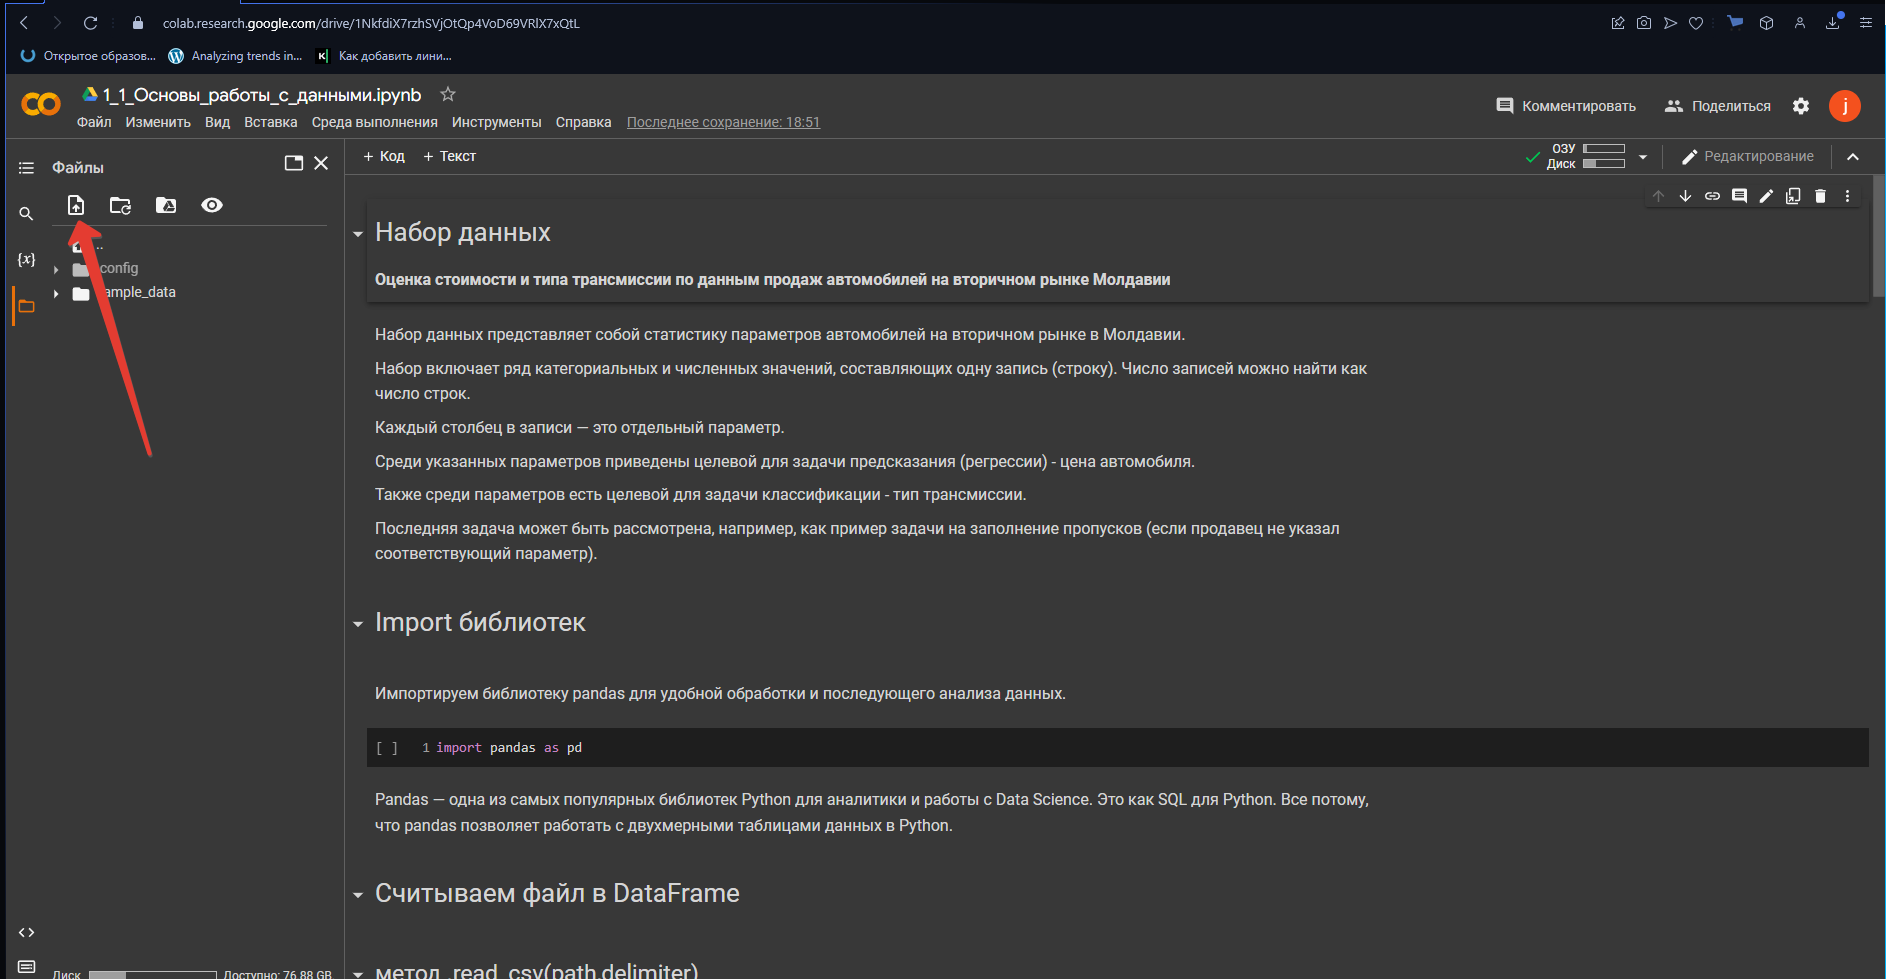 colab.research.google.com/drive/1NkfdiX7rzhSVjOtQp4VoD69VRlX7xQtL
Открытое образов... Analyzing trends in... K Как добавить лини...
1_1_Основы_работы_с_данными.ipynb
Файл Изменить Вид Вставка Среда выполнения Инструменты Справка Последнее сохранение: 18:51
Комментировать Поделиться j
Файлы
+ Код + Текст
ОЗУ
Диск
Редактирование
{x}
..
config
ample_data
Набор данных
Оценка стоимости и типа трансмиссии по данным продаж автомобилей на вторичном рынке Молдавии
Набор данных представляет собой статистику параметров автомобилей на вторичном рынке в Молдавии.
Набор включает ряд категориальных и численных значений, составляющих одну запись (строку). Число записей можно найти как
число строк.
Каждый столбец в записи — это отдельный параметр.
Среди указанных параметров приведены целевой для задачи предсказания (регрессии) - цена автомобиля.
Также среди параметров есть целевой для задачи классификации - тип трансмиссии.
Последняя задача может быть рассмотрена, например, как пример задачи на заполнение пропусков (если продавец не указал
соответствующий параметр).
Import библиотек
Импортируем библиотеку pandas для удобной обработки и последующего анализа данных.
[ ] 1 import pandas as pd
Pandas — одна из самых популярных библиотек Python для аналитики и работы с Data Science. Это как SQL для Python. Все потому,
что pandas позволяет работать с двухмерными таблицами данных в Python.
Считываем файл в DataFrame
метод .read_csv(path,delimiter)
Диск Доступно: 76.88 GB